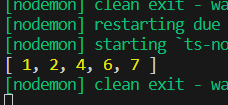 [nodemon] clean exit - wa
[nodemon] restarting due
[nodemon] starting `ts-no
[ 1, 2, 4, 6, 7 ]
[nodemon] clean exit - wa